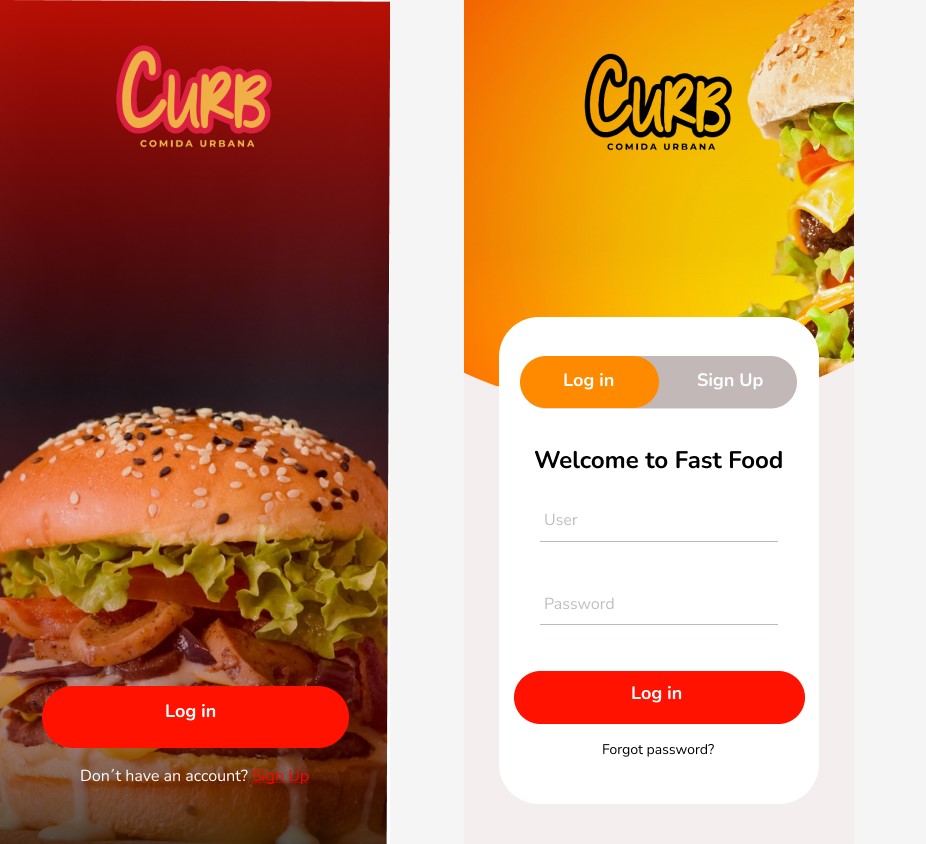 CURB
COMIDA URBANA
Log in
Don´t have an account? Sign Up
CURB
COMIDA URBANA
Log in
Sign Up
Welcome to Fast Food
User
Password
Log in
Forgot password?